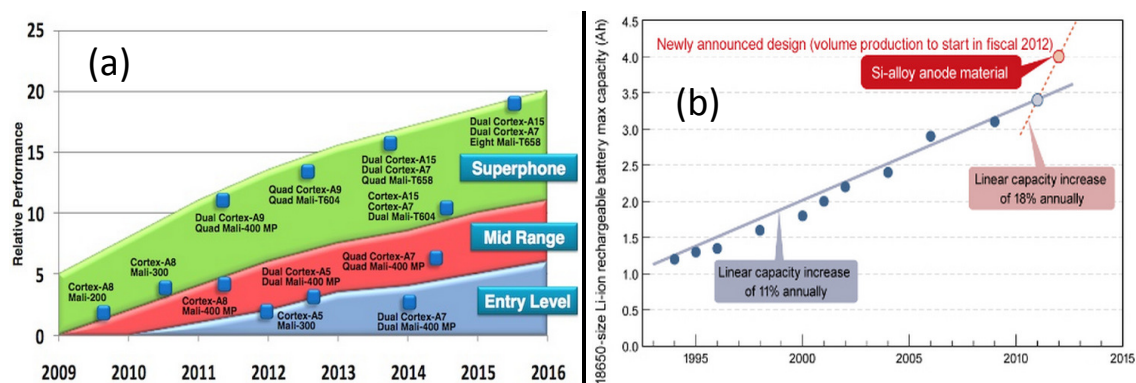 (a)
25
20
15
10
5
0
Relative Performance
2009
2010
2011
2012
2013
2014
2015
2016
Cortex-A8
Mali-200
Cortex-A8
Mali-300
Dual Cortex-A9
Quad Mali-400 MP
Quad Cortex-A9
Quad Mali-T604
Dual Cortex-A15
Dual Cortex-A7
Quad Mali-T658
Dual Cortex-A15
Dual Cortex-A7
Eight Mali-T658
Cortex-A15
Cortex-A7
Dual Mali-T604
Superphone
Cortex-A8
Mali-400 MP
Dual Cortex-A5
Dual Mali-400 MP
Quad Cortex-A7
Quad Mali-400 MP
Mid Range
Cortex-A5
Mali-300
Dual Cortex-A7
Dual Mali-400 MP
Entry Level
(b)
18650-size Li-ion rechargeable battery max capacity (Ah)
4.5
4.0
3.5
3.0
2.5
2.0
1.5
1.0
0.5
0.0
Newly announced design (volume production to start in fiscal 2012)
Si-alloy anode material
Linear capacity increase
of 18% annually
Linear capacity increase
of 11% annually
1995
2000
2005
2010
2015